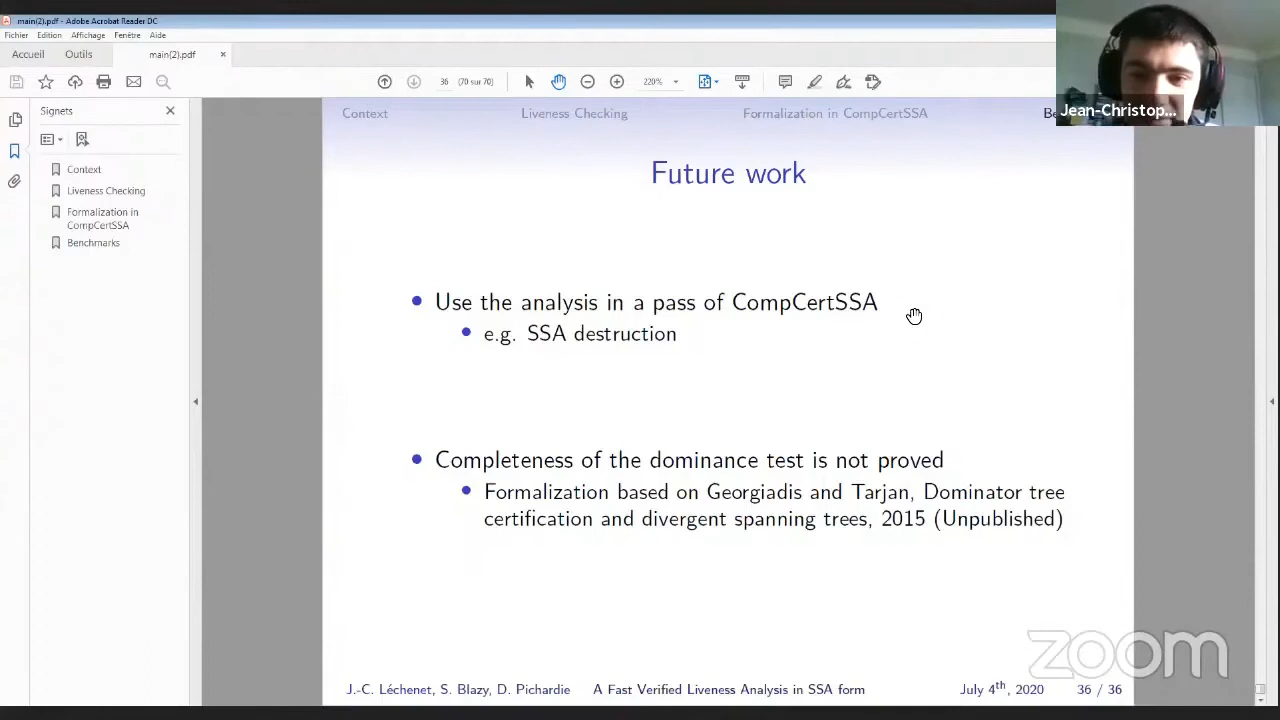 main(2).pdf - Adobe Acrobat Reader DC
Fichier Edition Affichage Fenêtre Aide
Accueil Outils main(2).pdf ×
36 (70 sur 70) 220%
Jean-Christop...
Signets
Context
Liveness Checking
Formalization in
CompCertSSA
Benchmarks
Context Liveness Checking Formalization in CompCertSSA Be
Future work
Use the analysis in a pass of CompCertSSA
e.g. SSA destruction
Completeness of the dominance test is not proved
Formalization based on Georgiadis and Tarjan, Dominator tree
certification and divergent spanning trees, 2015 (Unpublished)
zoom
J.-C. Léchenet, S. Blazy, D. Pichardie A Fast Verified Liveness Analysis in SSA form July 4th, 2020 36 / 36